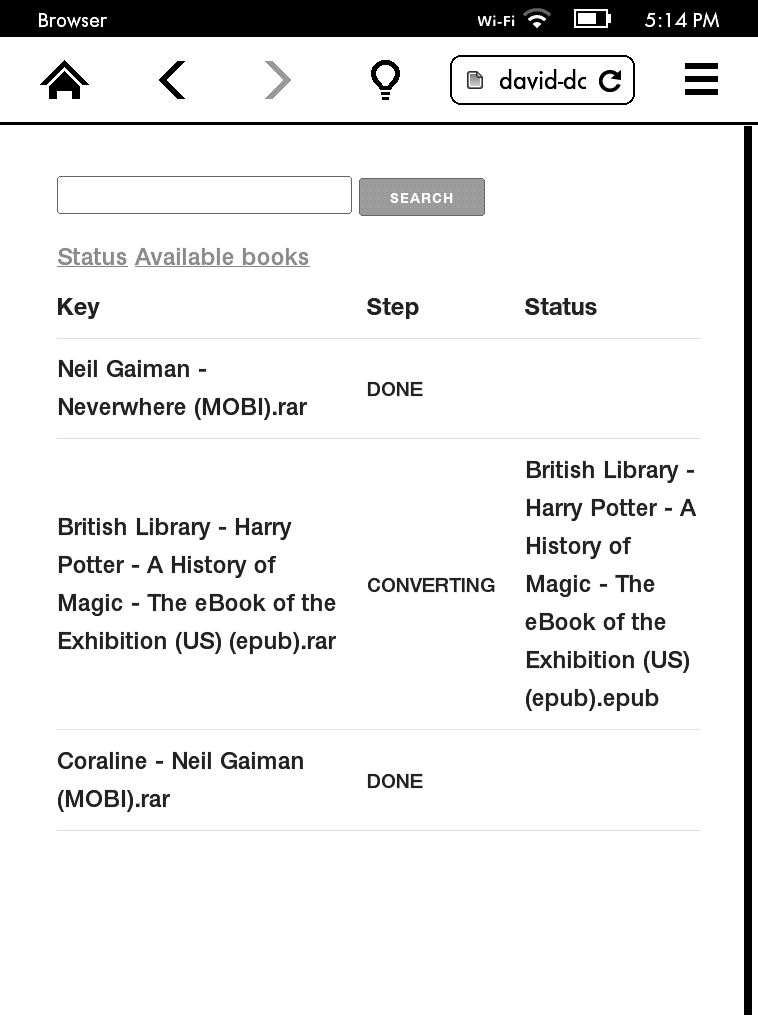 Browser Wi-Fi 5:14 PM
david-dc
SEARCH
Status Available books
Key Step Status
Neil Gaiman -
Neverwhere (MOBI).rar
DONE
British Library - Harry
Potter - A History of
Magic - The eBook of the
Exhibition (US) (epub).rar
CONVERTING
British Library -
Harry Potter - A
History of
Magic - The
eBook of the
Exhibition (US)
(epub).epub
Coraline - Neil Gaiman
(MOBI).rar
DONE